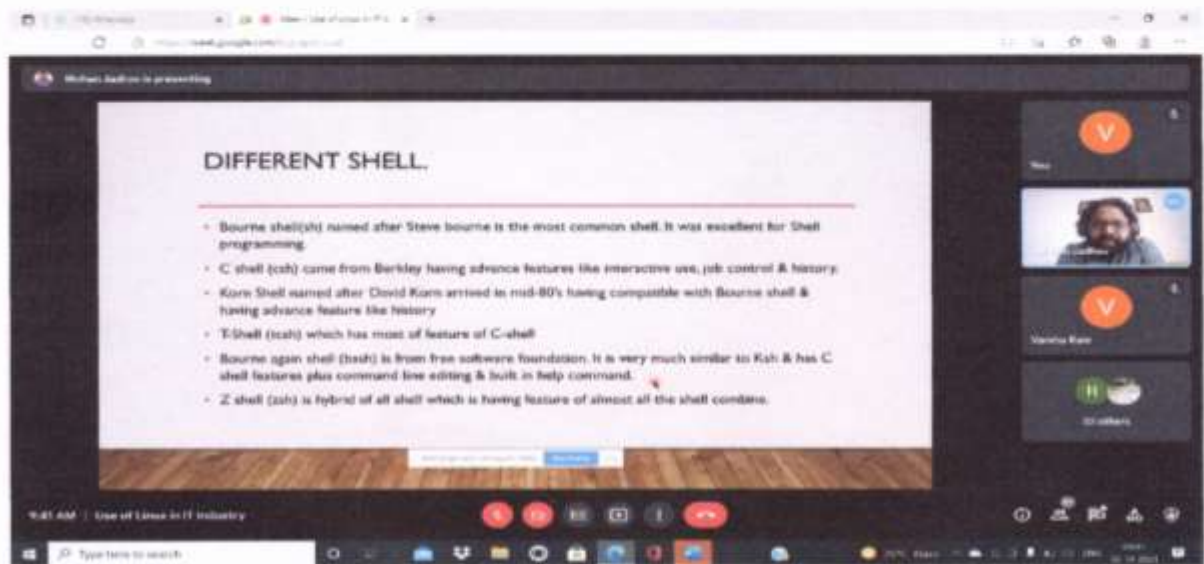 is presenting
DIFFERENT SHELL.
• Bourne shell(sh) named after Steve bourne is the most common shell. It was excellent for Shell
programming.
• C shell (csh) came from Berkley having advance features like interactive use, job control & history.
• Korn Shell named after David Korn arrived in mid-80's having compatible with Bourne shell &
having advance feature like history
• T-Shell (tcsh) which has most of feature of C-shell
• Bourne again shell (bash) is from free software foundation. It is very much similar to Ksh & has C
shell features plus command line editing & built in help command.
• Z shell (zsh) is hybrid of all shell which is having feature of almost all the shell combine.
V
You
V
H
others
9:41 AM | Use of Linux in IT Industry
Type here to search